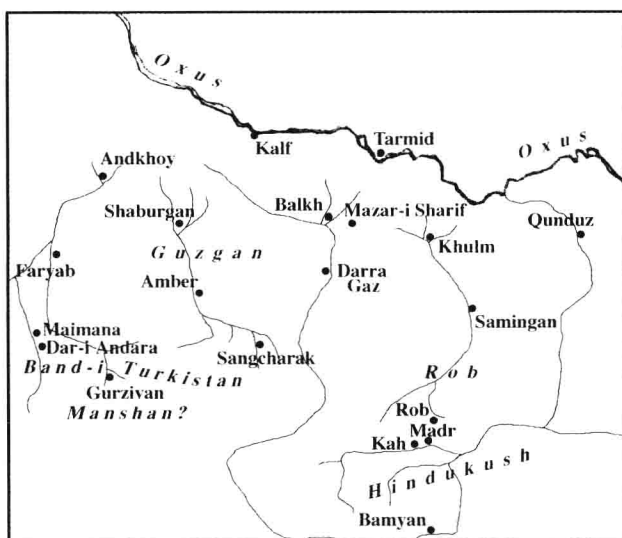 Oxus
Kalf
Tarmid
Oxus
Andkhoy
Shaburgan
Balkh
Mazar-i Sharif
Qunduz
Guzgan
Khulm
Faryab
Amber
Darra
Gaz
Samingan
Maimana
Dar-i Andara
Sangcharak
Band-i Turkistan
Rob
Gurzivan
Manshan?
Rob
Madr
Kah
Hindukush
Bamyan